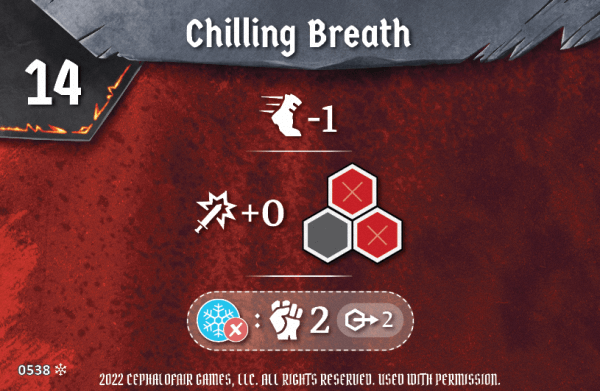 Chilling Breath
14
-1
+0
: 2 2
0538
2022 CEPHALOFAIR GAMES, LLC. ALL RIGHTS RESERVED. USED WITH PERMISSION.